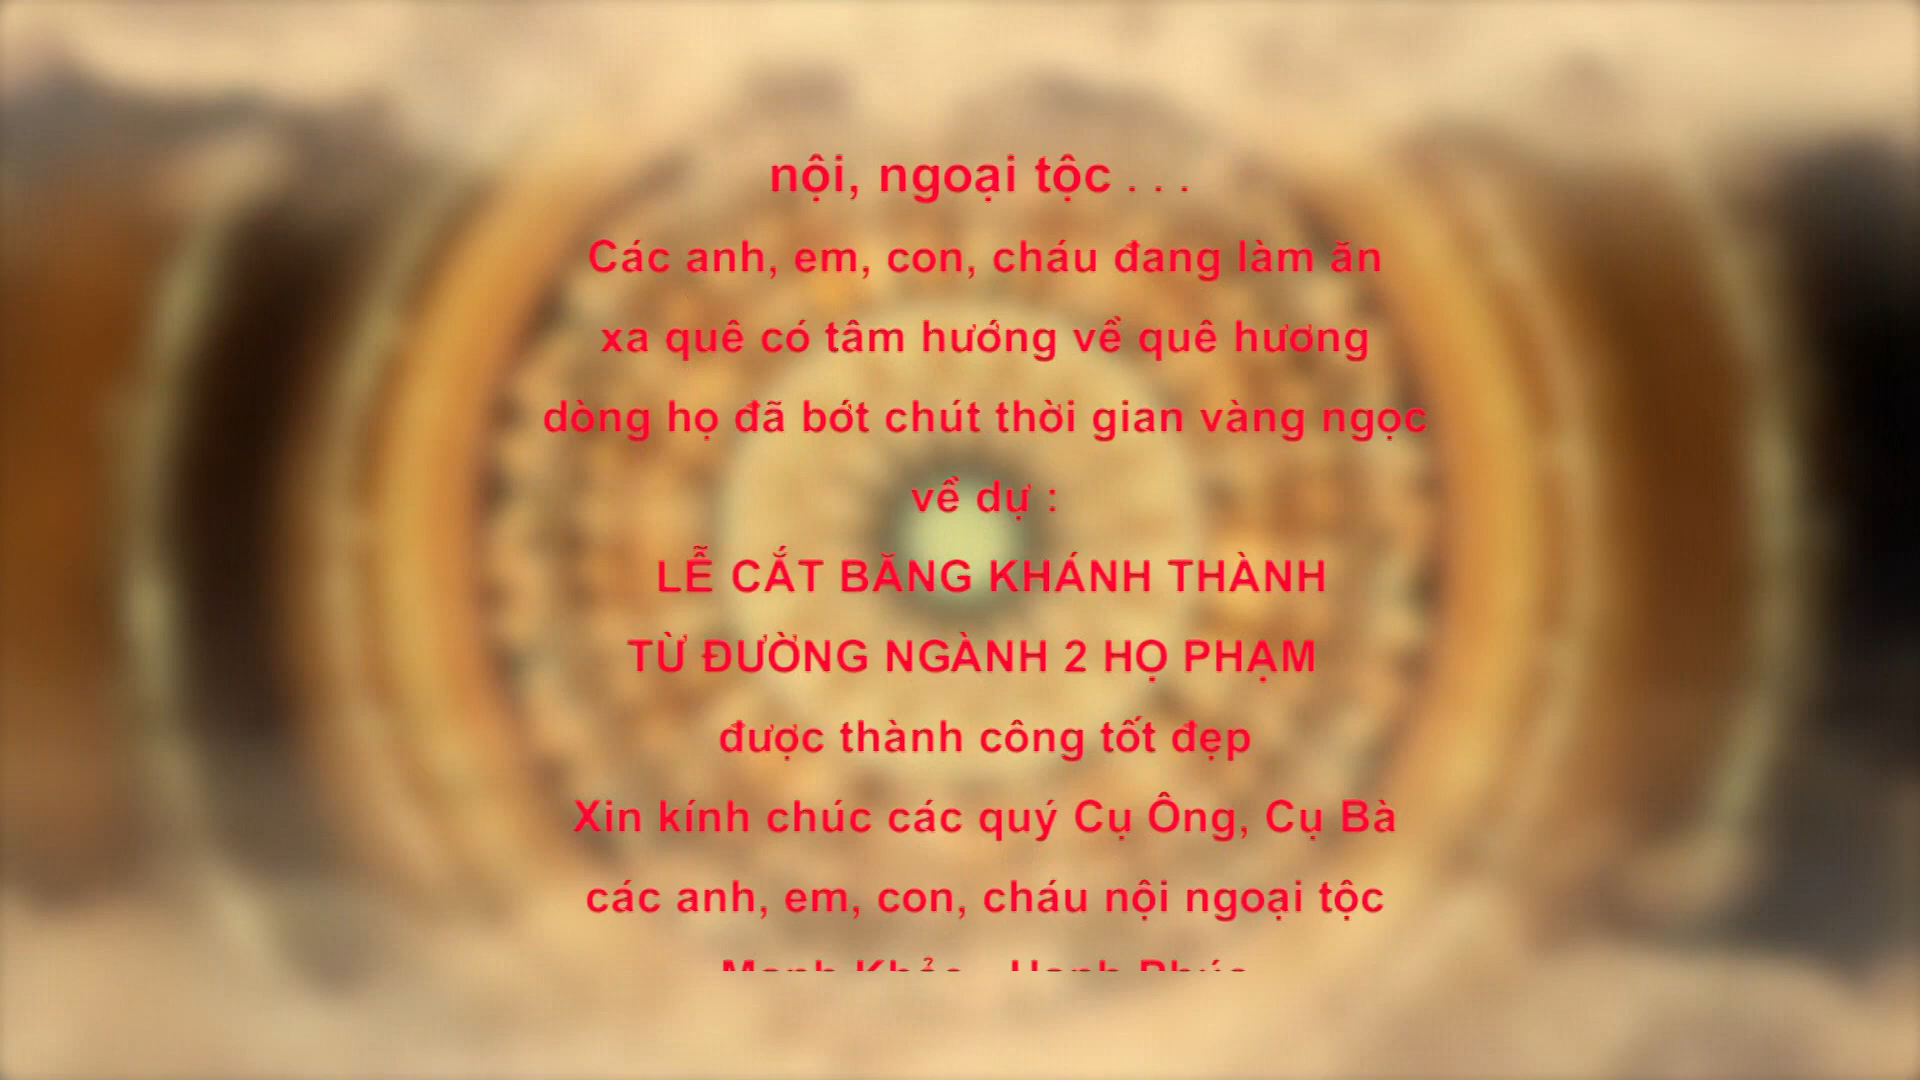 nội, ngoại tộc . . .
Các anh, em, con, cháu đang làm ăn
xa quê có tâm hướng về quê hương
dòng họ đã bớt chút thời gian vàng ngọc
về dự :
LỄ CẮT BĂNG KHÁNH THÀNH
TỪ ĐƯỜNG NGÀNH 2 HỌ PHẠM
được thành công tốt đẹp
Xin kính chúc các quý Cụ Ông, Cụ Bà
các anh, em, con, cháu nội ngoại tộc